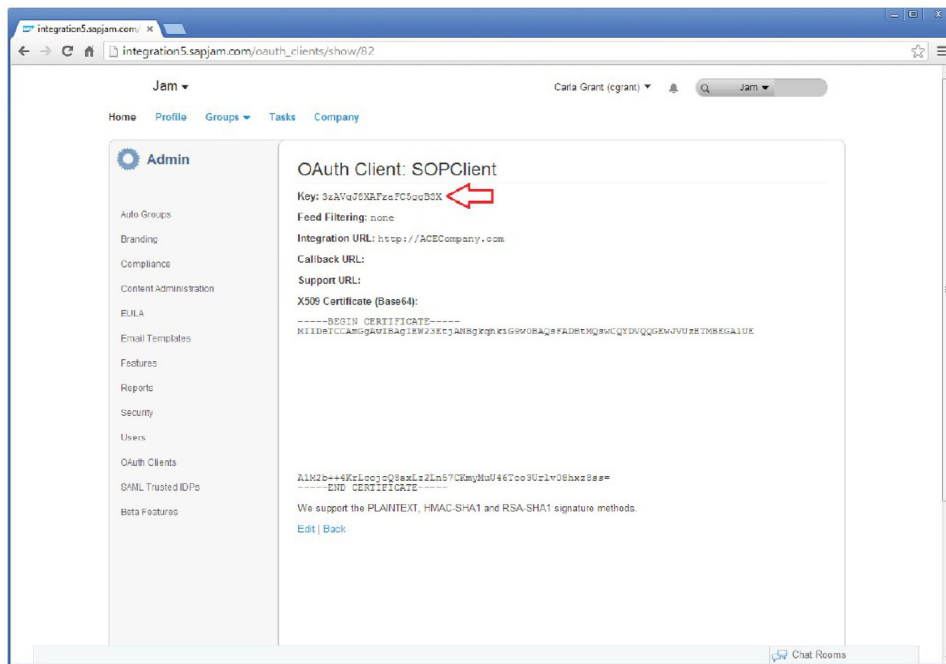 integration5.sapjam.com/
integration5.sapjam.com/oauth_clients/show/82
Jam
Carla Grant (cgrant)
Jam
Home Profile Groups Tasks Company
Admin
OAuth Client: SOPClient
Key:
Auto Groups
Feed Filtering: none
Branding
Integration URL: http://ACECompany.com
Compliance
Callback URL:
Content Administration
Support URL:
EULA
X509 Certificate (Base64):
-----BEGIN CERTIFICATE-----
Email Templates
Features
Reports
Security
Users
OAuth Clients
SAML Trusted IDPs
-----END CERTIFICATE-----
Beta Features
We support the PLAINTEXT, HMAC-SHA1 and RSA-SHA1 signature methods.
Edit | Back
Chat Rooms